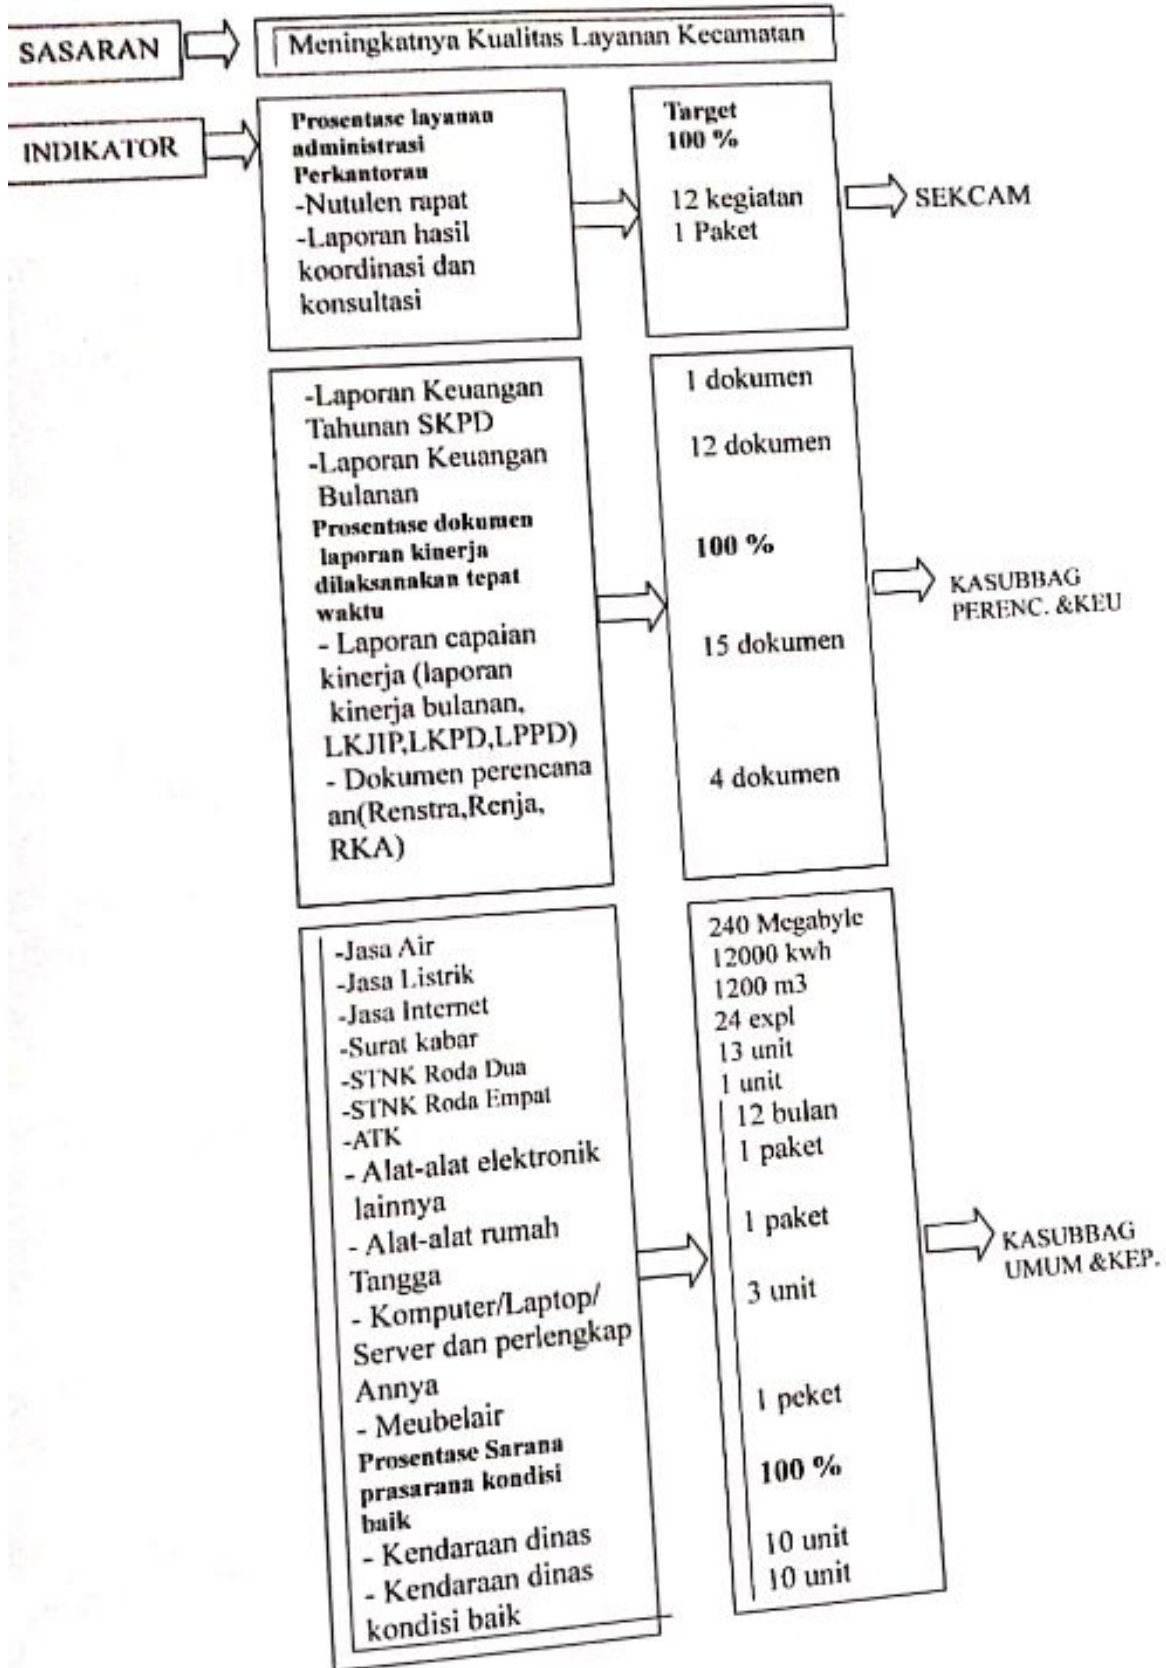 SASARAN
Meningkatnya Kualitas Layanan Kecamatan
INDIKATOR
Prosentase layanan
administrasi
Perkantoran
-Nutulen rapat
-Laporan hasil
koordinasi dan
konsultasi
Target
100 %
12 kegiatan
1 Paket
SEKCAM
-Laporan Keuangan
Tahunan SKPD
-Laporan Keuangan
Bulanan
Prosentase dokumen
laporan kinerja
dilaksanakan tepat
waktu
- Laporan capaian
kinerja (laporan
kinerja bulanan,
LKJIP,LKPD,LPPD)
- Dokumen perencana
an(Renstra,Renja,
RKA)
1 dokumen
12 dokumen
100 %
15 dokumen
4 dokumen
KASUBBAG
PERENC. &KEU
-Jasa Air
-Jasa Listrik
-Jasa Internet
-Surat kabar
-STNK Roda Dua
-STNK Roda Empat
-ATK
- Alat-alat elektronik
lainnya
- Alat-alat rumah
Tangga
- Komputer/Laptop/
Server dan perlengkap
Annya
- Meubelair
Prosentase Sarana
prasarana kondisi
baik
- Kendaraan dinas
- Kendaraan dinas
kondisi baik
240 Megabyle
12000 kwh
1200 m3
24 expl
13 unit
1 unit
12 bulan
1 paket
1 paket
3 unit
1 peket
100 %
10 unit
10 unit
KASUBBAG
UMUM &KEP.